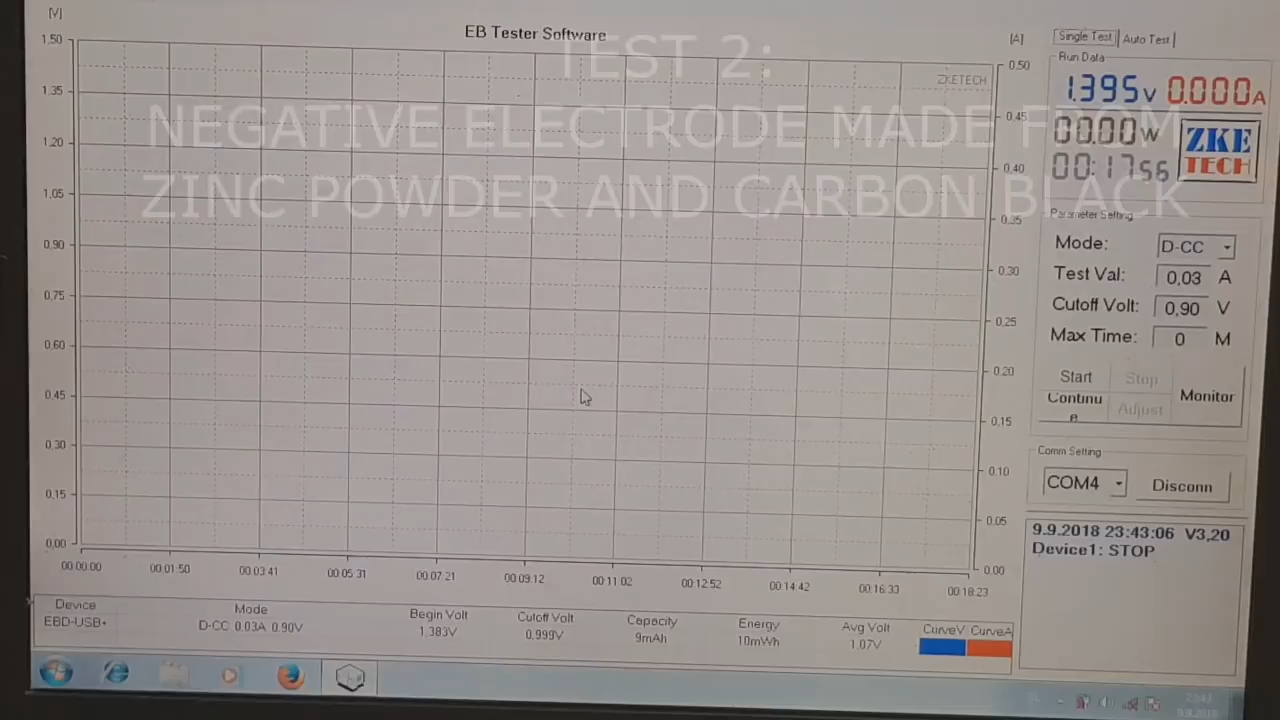 EB Tester Software
TEST 2:
NEGATIVE ELECTRODE MADE FROM
ZINC POWDER AND CARBON BLACK
[V]
1,50
1,35
1,20
1,05
0,90
0,75
0,60
0,45
0,30
0,15
0,00
[A]
0.50
0.45
0.40
0.35
0.30
0.25
0.20
0.15
0.10
0.05
0.00
ZKETECH
00:00:00 00:01:50 00:03:41 00:05:31 00:07:21 00:09:12 00:11:02 00:12:52 00:14:42 00:16:33 00:18:23
Single Test Auto Test
Run Data
1.395V 0.000A
00.00W
00:17:56
ZKE
TECH
Parameter Setting
Mode: D-CC
Test Val: 0,03 A
Cutoff Volt: 0,90 V
Max Time: 0 M
Start Stop Monitor
Continu
e
Adjust
Comm Setting
COM4 Disconn
9.9.2018 23:43:06 V3,20
Device1: STOP
Device Mode Begin Volt Cutoff Volt Capacity Energy Avg Volt CurveV CurveA
EBD-USB+ D-CC 0.03A 0.90V 1.383V 0.999V 9mAh 10mWh 1.07V
23:43
9.9.2018